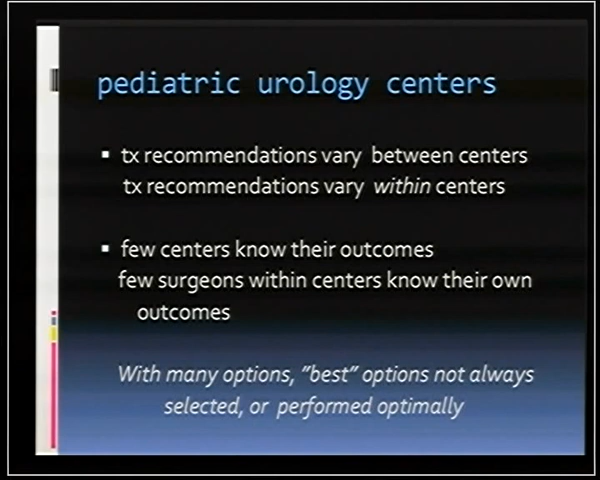 pediatric urology centers
▪ tx recommendations vary between centers
tx recommendations vary within centers
▪ few centers know their outcomes
few surgeons within centers know their own
outcomes
With many options, "best" options not always
selected, or performed optimally